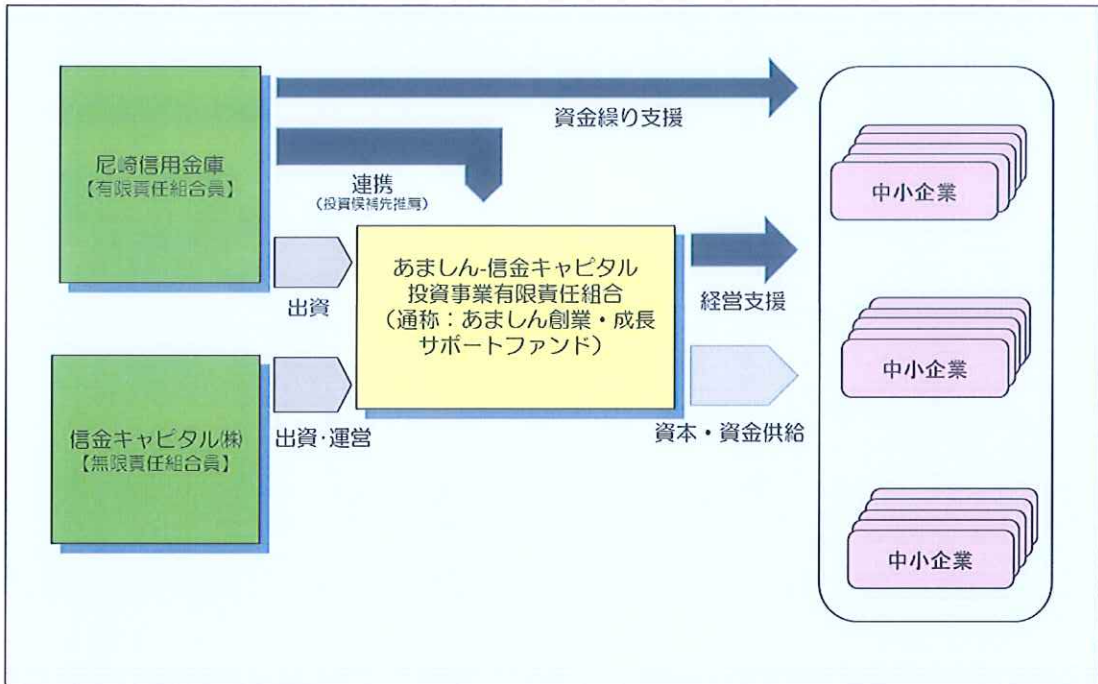 尼崎信用金庫
【有限責任組合員】
資金繰り支援
連携
（投資候補先推薦）
出資
あましん-信金キャピタル
投資事業有限責任組合
（通称：あましん創業・成長
サポートファンド）
経営支援
資本・資金供給
信金キャピタル㈱
【無限責任組合員】
出資・運営
中小企業
中小企業
中小企業